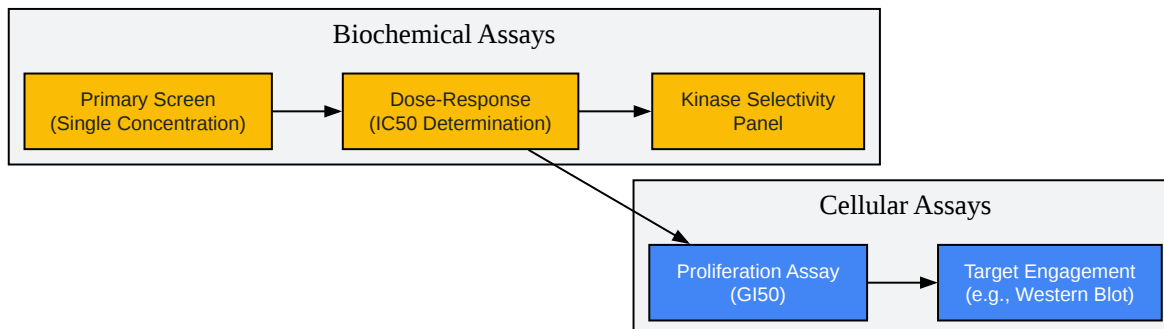 Biochemical Assays
Primary Screen
(Single Concentration)
Dose-Response
(IC50 Determination)
Kinase Selectivity
Panel
Cellular Assays
Proliferation Assay
(GI50)
Target Engagement
(e.g., Western Blot)